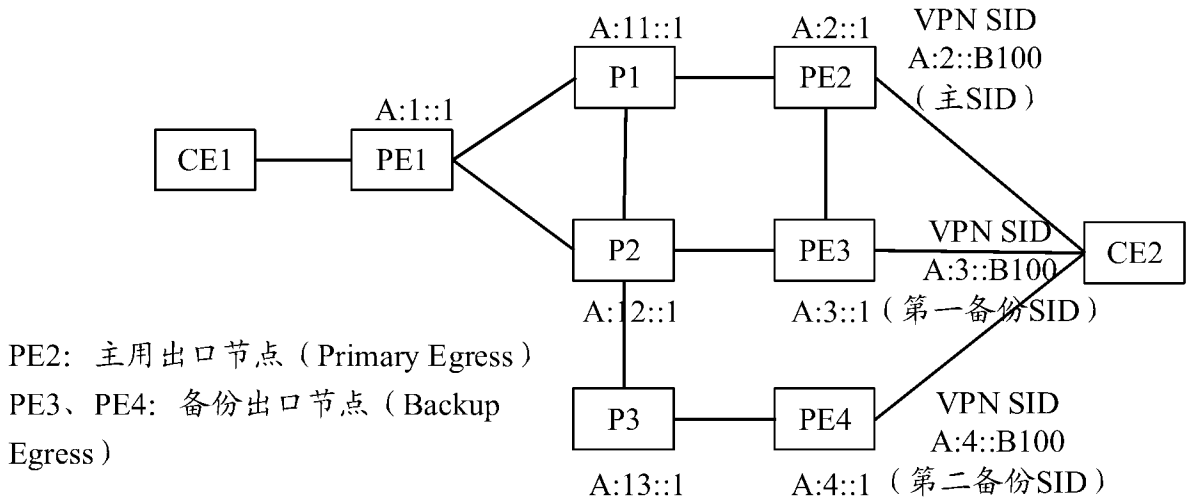 A:11::1
A:2::1
VPN SID
A:2::B100
（主SID）
P1
PE2
A:1::1
CE1
PE1
P2
PE3
VPN SID
A:3::B100
CE2
A:12::1
A:3::1（第一备份SID）
PE2：主用出口节点（Primary Egress）
PE3、PE4：备份出口节点（Backup
Egress）
P3
PE4
VPN SID
A:4::B100
A:13::1
A:4::1（第二备份SID）